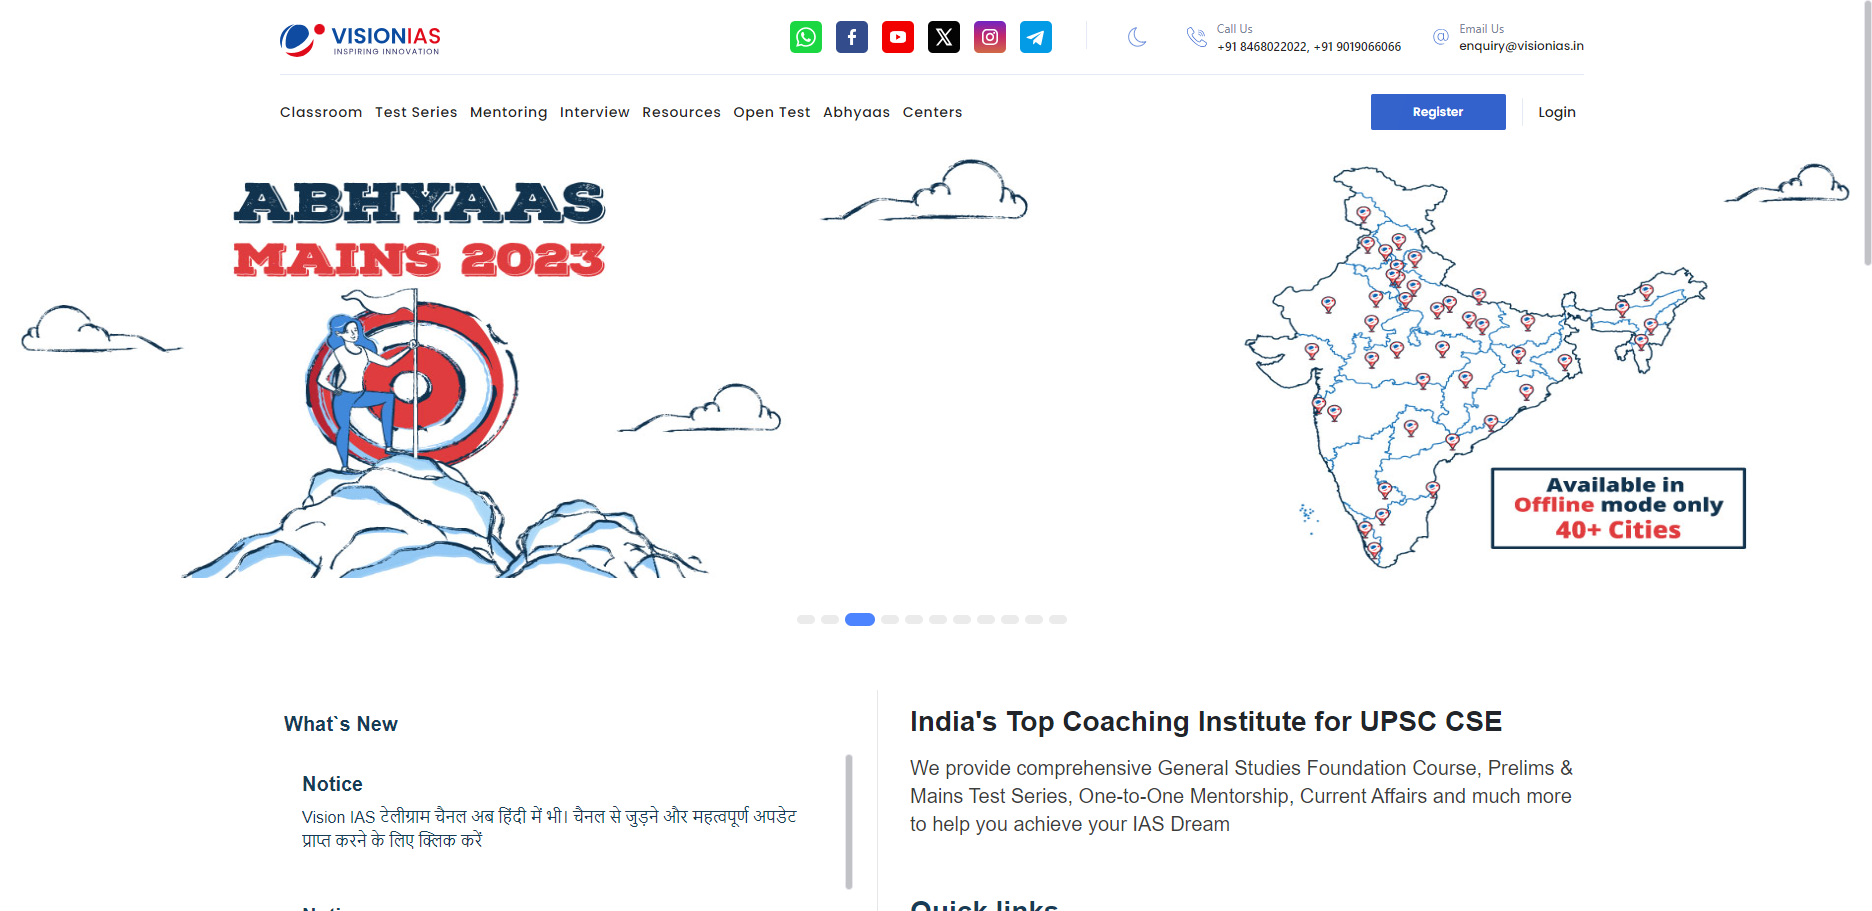 VISIONIAS
INSPIRING INNOVATION
Call Us
+91 8468022022, +91 9019066066
Email Us
enquiry@visionias.in
Classroom Test Series Mentoring Interview Resources Open Test Abhyaas Centers
Register
Login
ABHYAAS
MAINS 2023
Available in
Offline mode only
40+ Cities
What`s New
Notice
Vision IAS टेलीग्राम चैनल अब हिंदी में भी। चैनल से जुड़ने और महत्वपूर्ण अपडेट
प्राप्त करने के लिए क्लिक करें
India's Top Coaching Institute for UPSC CSE
We provide comprehensive General Studies Foundation Course, Prelims &
Mains Test Series, One-to-One Mentorship, Current Affairs and much more
to help you achieve your IAS Dream
Quick links